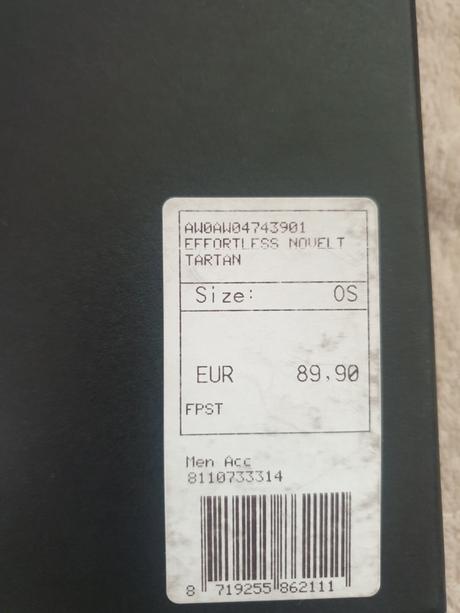 AW0AW04743901
EFFORTLESS NOVELT
TARTAN
Size: OS
EUR 89,90
FPST
Men Acc
8110733314
8 719255 862111